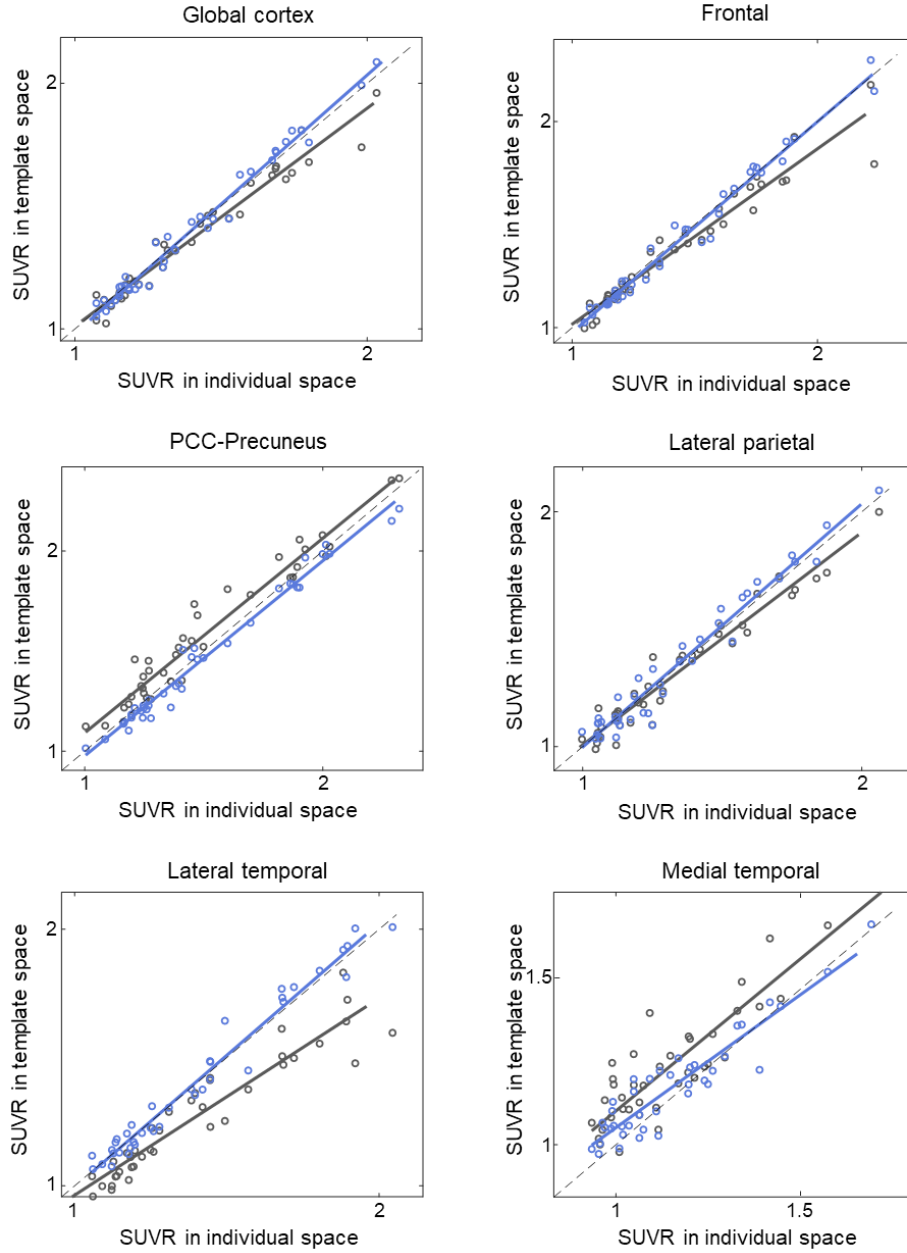 Global cortex
SUVR in template space
2
1
1
2
SUVR in individual space
Frontal
SUVR in template space
2
1
1
2
SUVR in individual space
PCC-Precuneus
SUVR in template space
2
1
1
2
SUVR in individual space
Lateral parietal
SUVR in template space
2
1
1
2
SUVR in individual space
Lateral temporal
SUVR in template space
2
1
1
2
SUVR in individual space
Medial temporal
SUVR in template space
1.5
1
1
1.5
SUVR in individual space